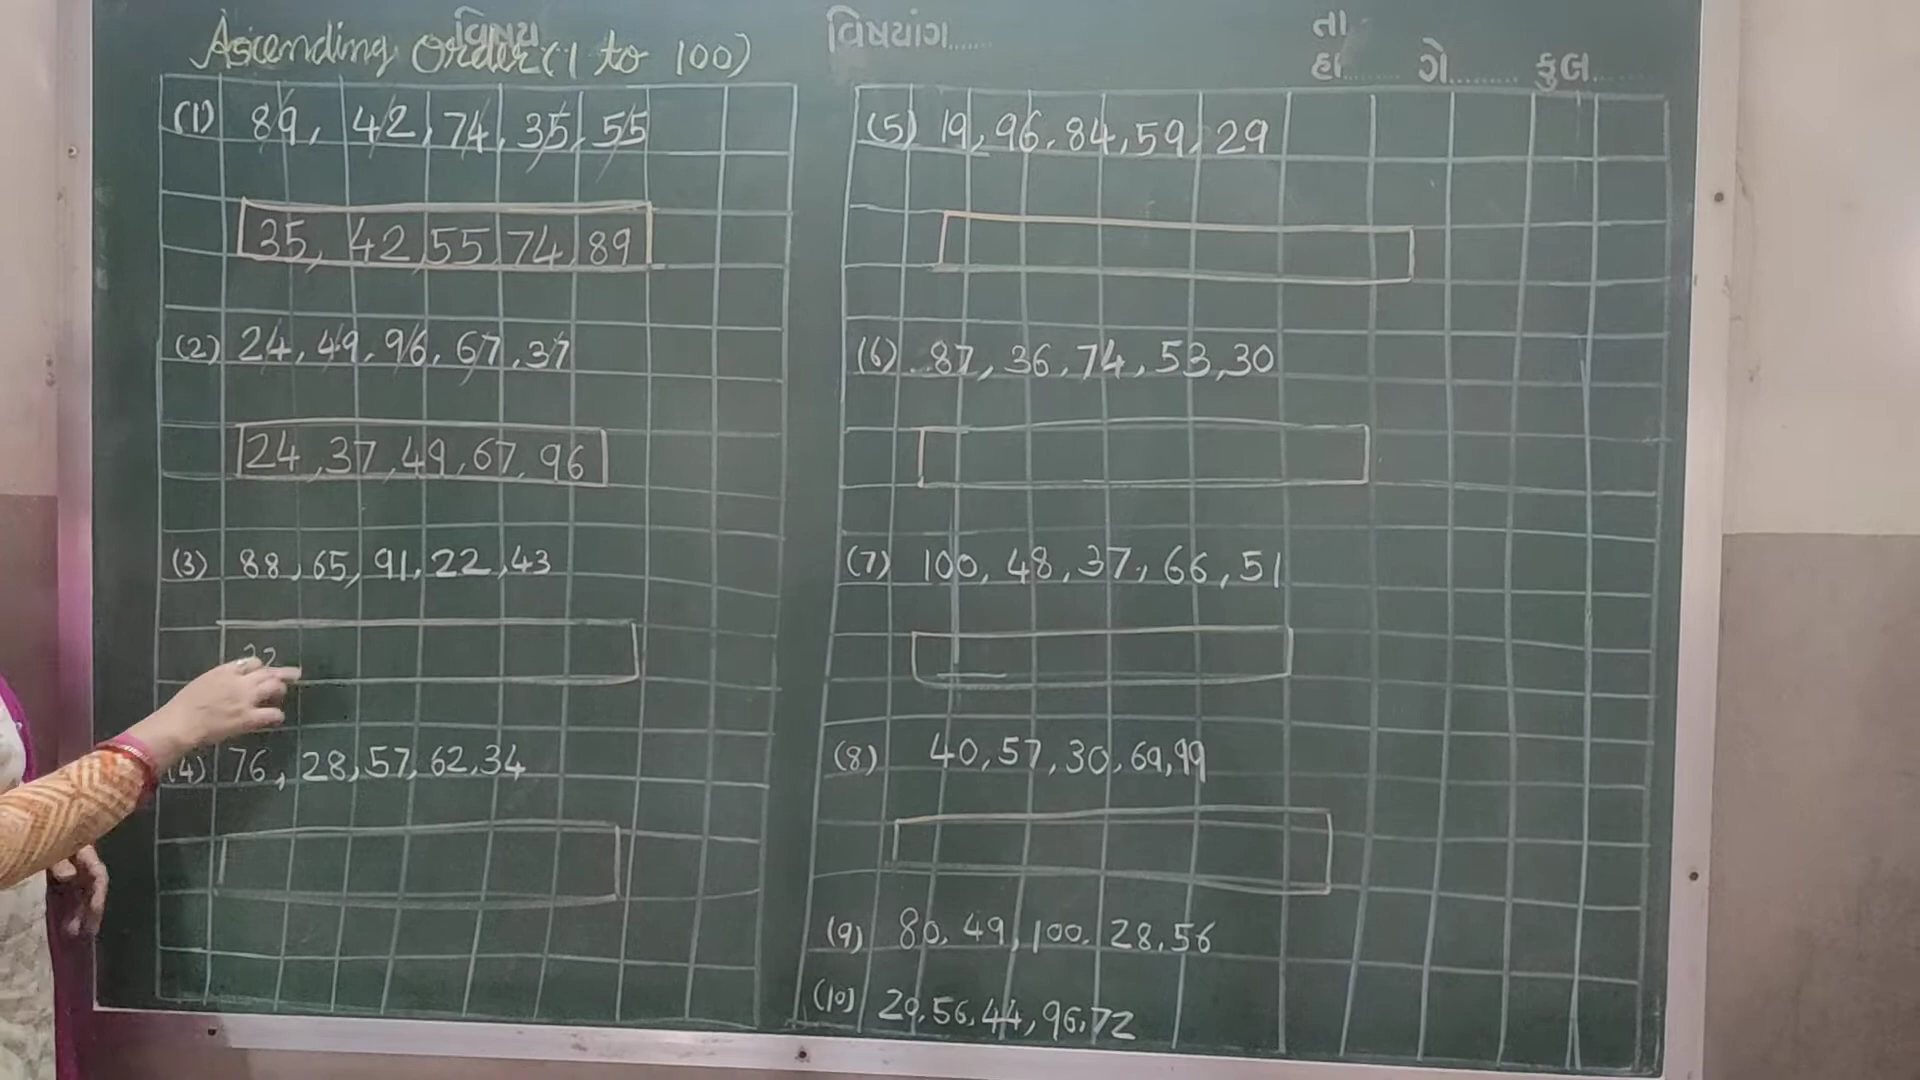 Ascending Order (1 to 100)
વિષય
વિષયાંગ......
તા
હા........ ગે........ કુલ......
(1) 89, 42, 74, 35, 55
35, 42, 55, 74, 89
(2) 24, 49, 96, 67, 37
24, 37, 49, 67, 96
(3) 88, 65, 91, 22, 43
22
(4) 76, 28, 57, 62, 34
(5) 19, 96, 84, 59, 29
(6) 87, 36, 74, 53, 30
(7) 100, 48, 37, 66, 51
(8) 40, 57, 30, 69, 99
(9) 80, 49, 100, 28, 56
(10) 20, 56, 44, 96, 72